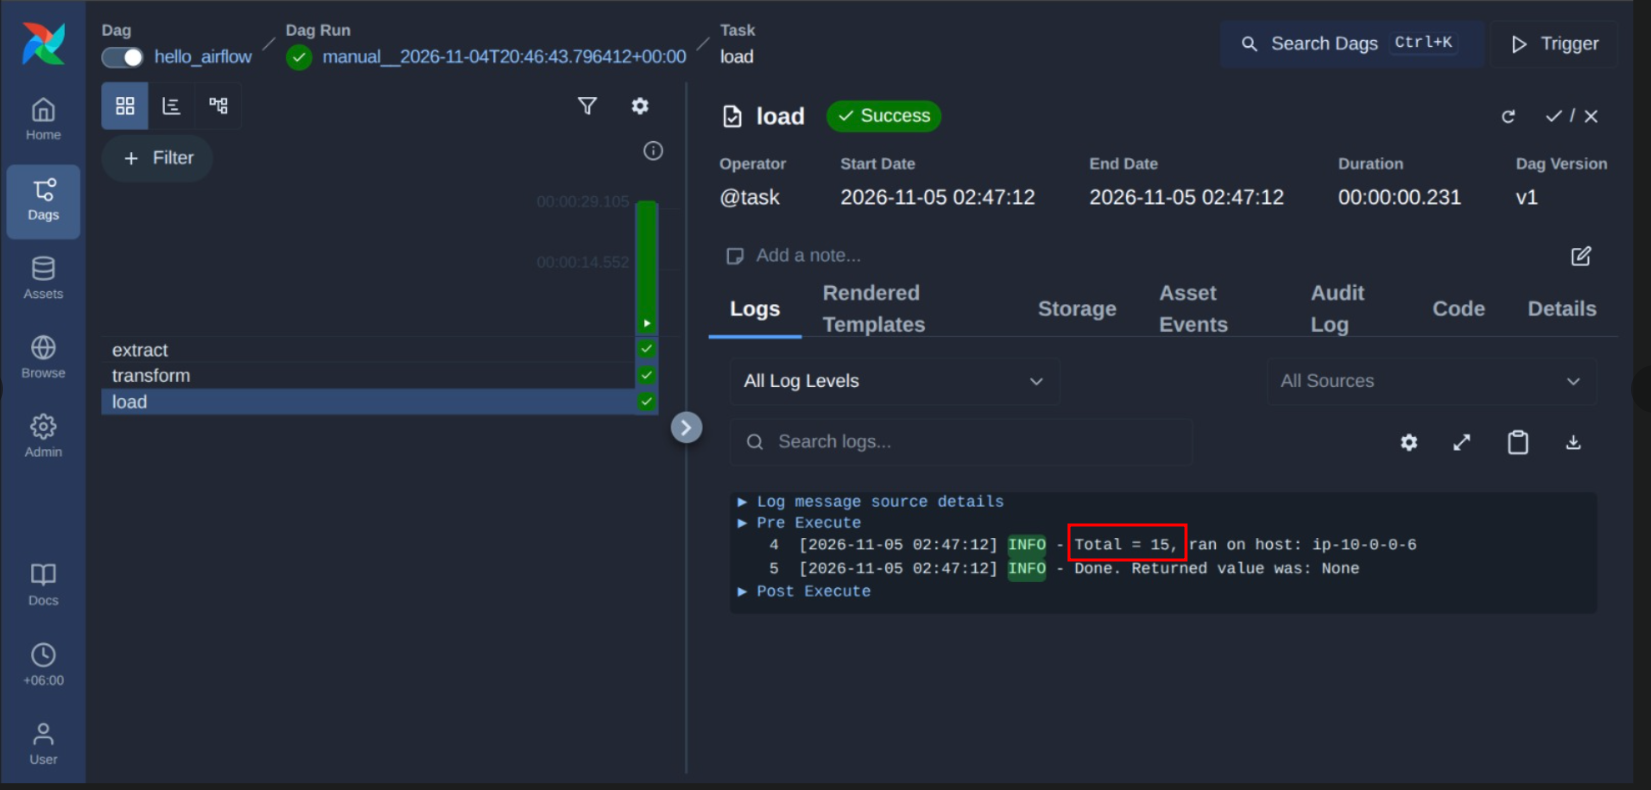 Dag
hello_airflow
Dag Run
manual__2026-11-04T20:46:43.796412+00:00
Task
load
Search Dags Ctrl+K
Trigger
Home
Dags
Assets
Browse
Admin
Docs
+06:00
User
Filter
00:00:29.105
00:00:14.552
extract
transform
load
load Success
Operator Start Date End Date Duration Dag Version
@task 2026-11-05 02:47:12 2026-11-05 02:47:12 00:00:00.231 v1
Add a note...
Logs
Rendered
Templates
Storage
Asset
Events
Audit
Log
Code
Details
All Log Levels
All Sources
Search logs...
Log message source details
Pre Execute
4 [2026-11-05 02:47:12] INFO - Total = 15, ran on host: ip-10-0-0-6
5 [2026-11-05 02:47:12] INFO - Done. Returned value was: None
Post Execute